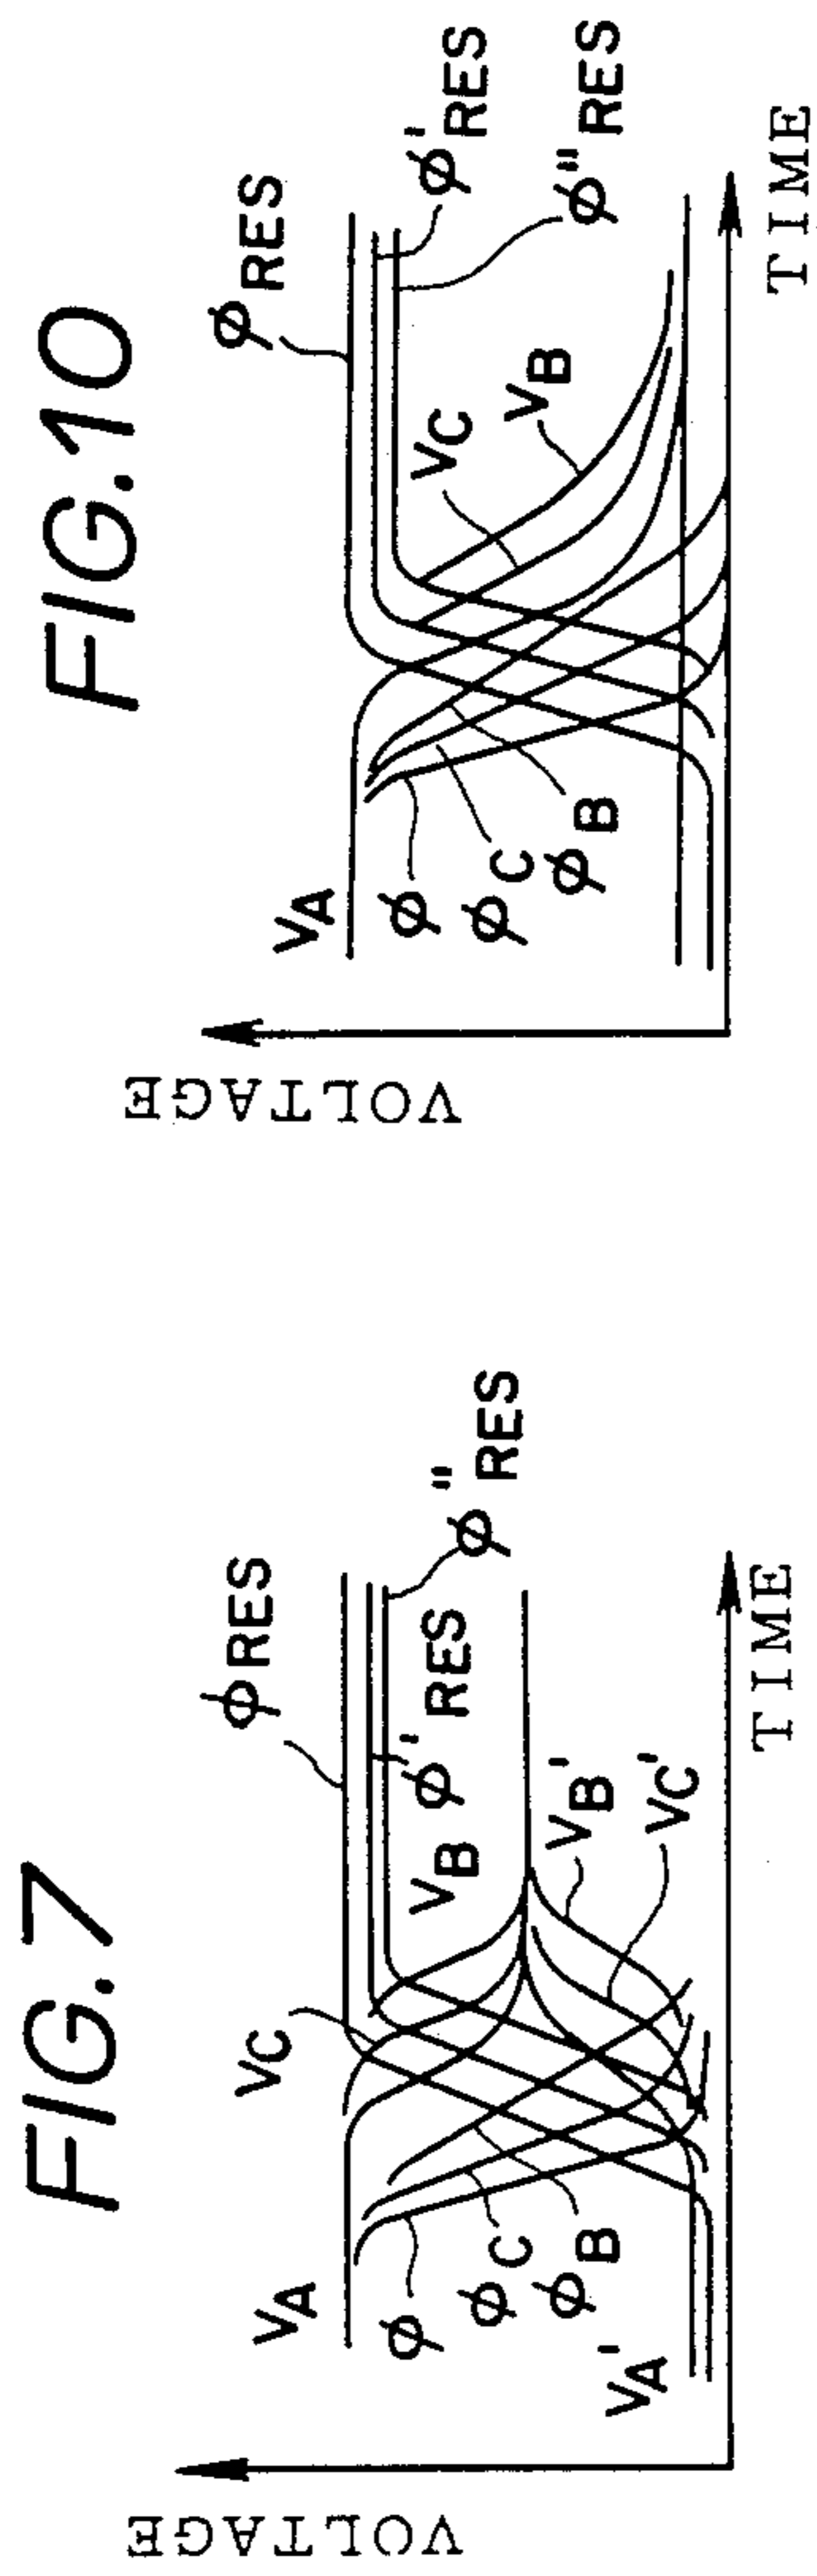 FIG.7
VOLTAGE
VA
VC
ϕRES
VB
ϕ'RES
ϕ"RES
ϕ
ϕC
ϕB
VB'
VC'
VA'
TIME
FIG.10
VOLTAGE
VA
ϕRES
ϕ'RES
ϕ"RES
VC
VB
ϕ
ϕC
ϕB
TIME